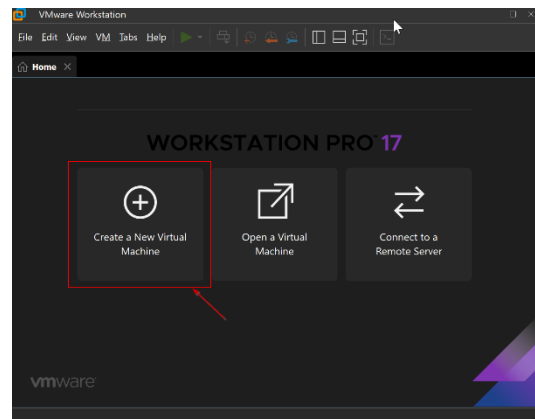 VMware Workstation
File Edit View VM Tabs Help
Home
WORKSTATION PRO™ 17
Create a New Virtual
Machine
Open a Virtual
Machine
Connect to a
Remote Server
vmware